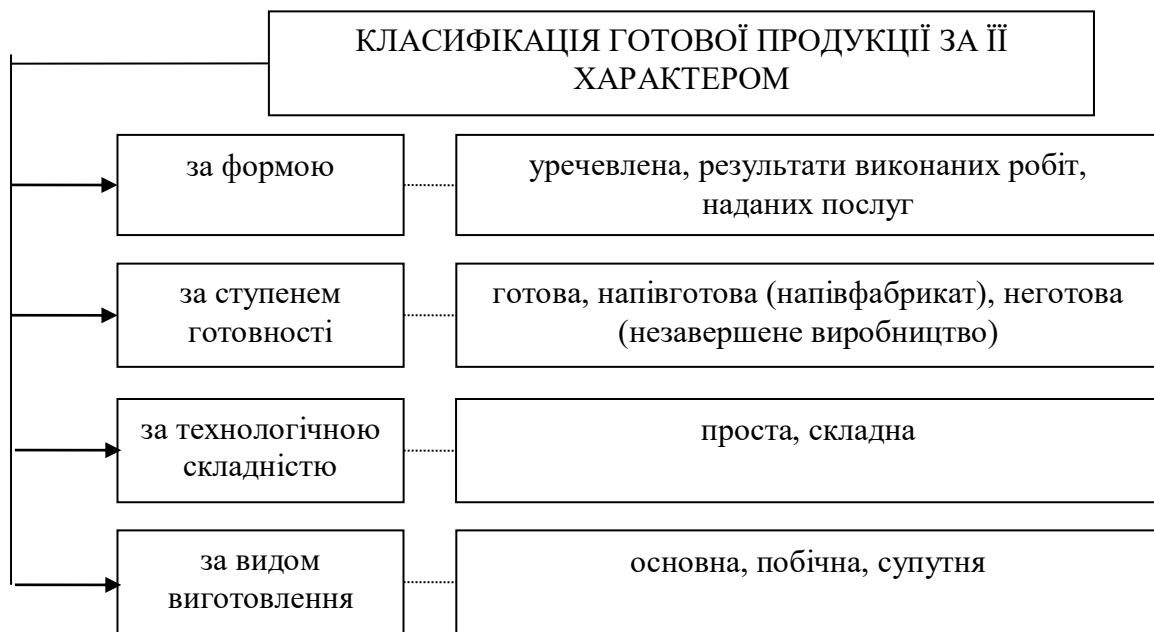 КЛАСИФІКАЦІЯ ГОТОВОЇ ПРОДУКЦІЇ ЗА ЇЇ
ХАРАКТЕРОМ
за формою
уречевлена, результати виконаних робіт,
наданих послуг
за ступенем
готовності
готова, напівготова (напівфабрикат), неготова
(незавершене виробництво)
за технологічною
складністю
проста, складна
за видом
виготовлення
основна, побічна, супутня